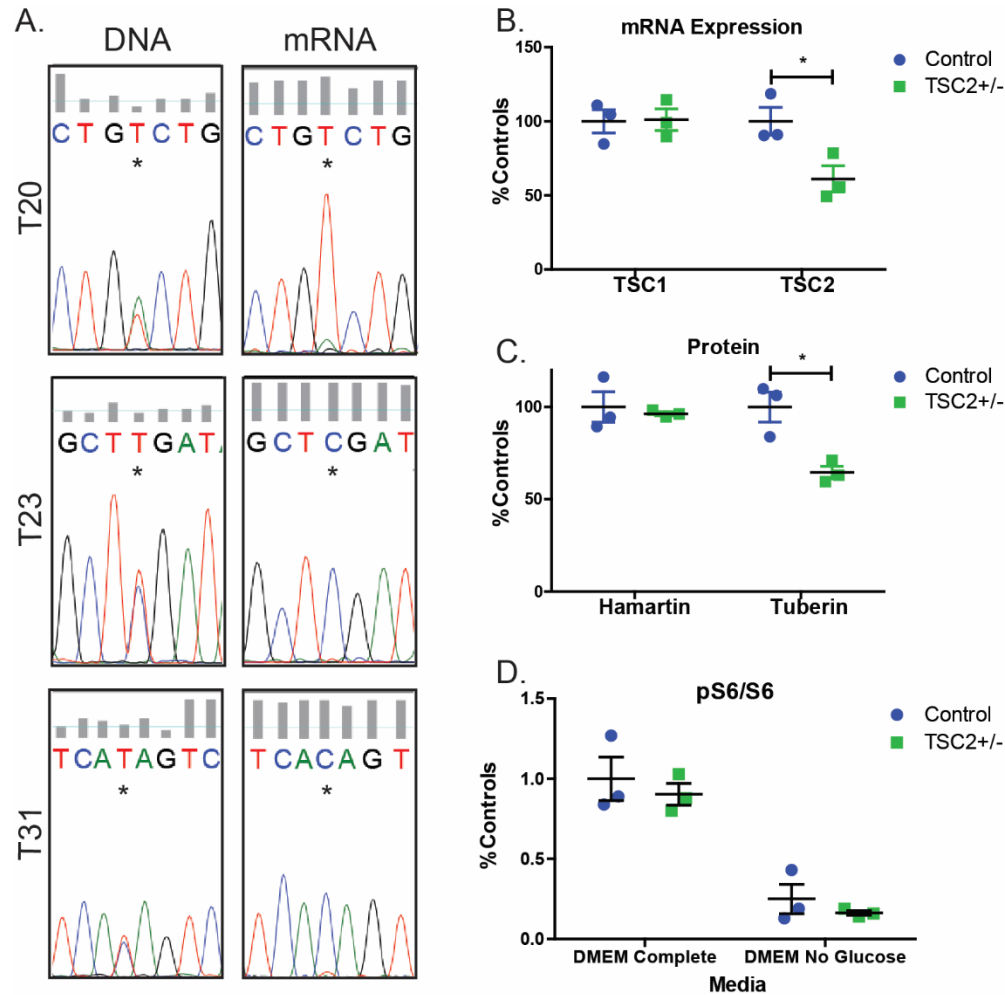 A.
DNA mRNA
T20
CTGTCTG
*
CTGTCTG
*
T23
GCTTGAT
*
GCTCGAT
*
T31
TCATAGTC
*
TCACAGT
*
B.
mRNA Expression
Control
TSC2+/-
%Controls
150
100
50
0
*
TSC1 TSC2
C.
Protein
Control
TSC2+/-
%Controls
100
50
0
*
Hamartin Tuberin
D.
pS6/S6
Control
TSC2+/-
%Controls
1.5
1.0
0.5
0.0
DMEM Complete DMEM No Glucose
Media